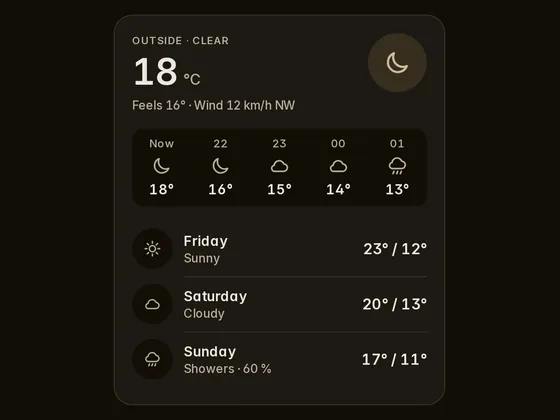 OUTSIDE · CLEAR
18 °C
Feels 16° · Wind 12 km/h NW
Now 22 23 00 01
18° 16° 15° 14° 13°
Friday 23° / 12°
Sunny
Saturday 20° / 13°
Cloudy
Sunday 17° / 11°
Showers · 60 %